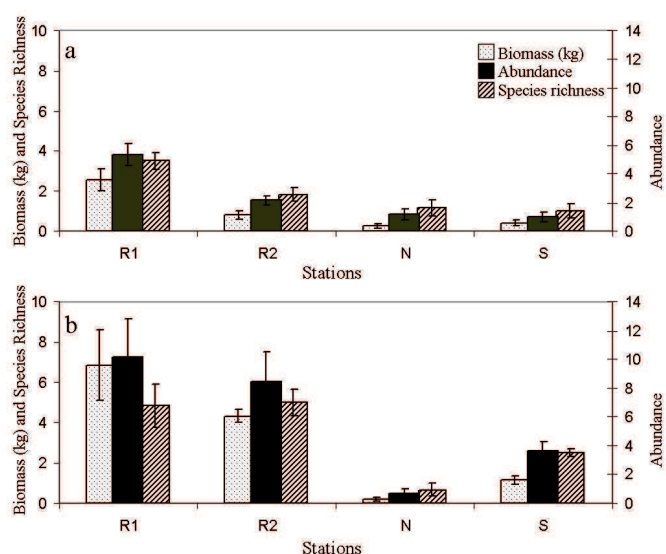 a
Biomass (kg)
Abundance
Species richness
Biomass (kg) and Species Richness
10
8
6
4
2
0
14
12
10
8
6
4
2
0
Abundance
R1 R2 N S
Stations
b
Biomass (kg) and Species Richness
10
8
6
4
2
0
14
12
10
8
6
4
2
0
Abundance
R1 R2 N S
Stations